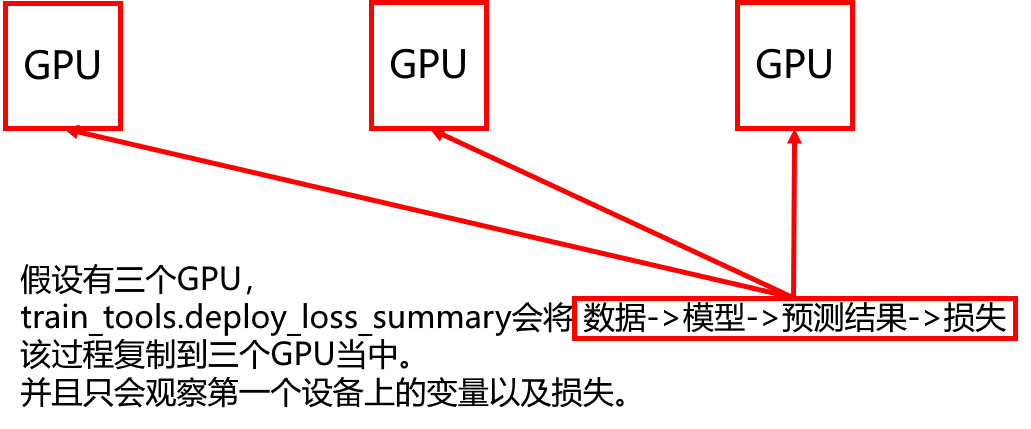 GPU GPU GPU
假设有三个GPU，
train_tools.deploy_loss_summary会将 数据->模型->预测结果->损失
该过程复制到三个GPU当中。
并且只会观察第一个设备上的变量以及损失。